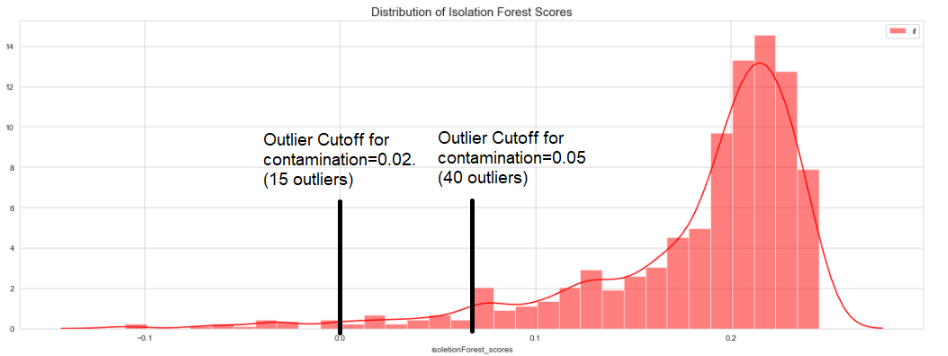 Distribution of Isolation Forest Scores
14
12
10
8
6
4
2
0
Outlier Cutoff for
contamination=0.02.
(15 outliers)
Outlier Cutoff for
contamination=0.05
(40 outliers)
−0.1
0.0
0.1
0.2
isoletionForest_scores